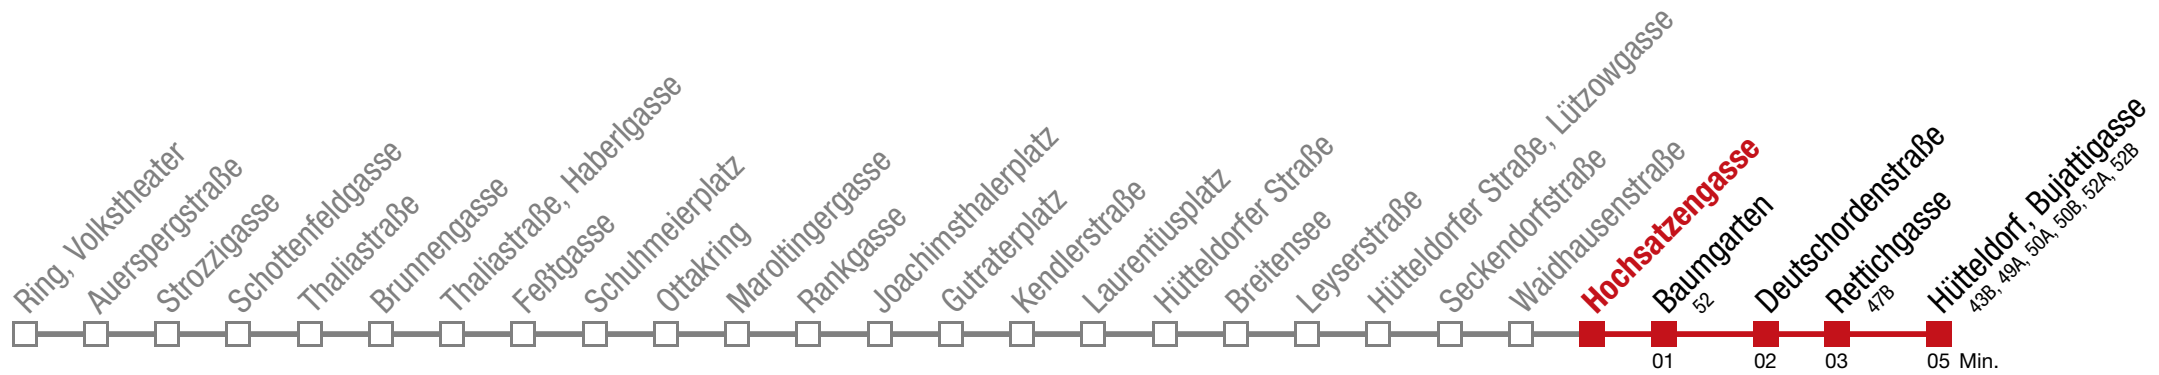 Ring, Volkstheater
Auerspergstraße
Strozzigasse
Schottenfeldgasse
Thaliastraße
Brunnengasse
Thaliastraße, Haberlgasse
Feßtgasse
Schuhmeierplatz
Ottakring
Maroltingergasse
Rankgasse
Joachimsthalerplatz
Gutraterplatz
Kendlerstraße
Laurentiusplatz
Hütteldorfer Straße
Breitensee
Leyserstraße
Hütteldorfer Straße, Lützowgasse
Seckendorfstraße
Waidhausenstraße
Hochsatzengasse
Baumgarten
52
Deutschordenstraße
Rettichgasse
47B
Hütteldorf, Bujattigasse
43B, 49A, 50A, 50B, 52A, 52B
01 02 03 05 Min.